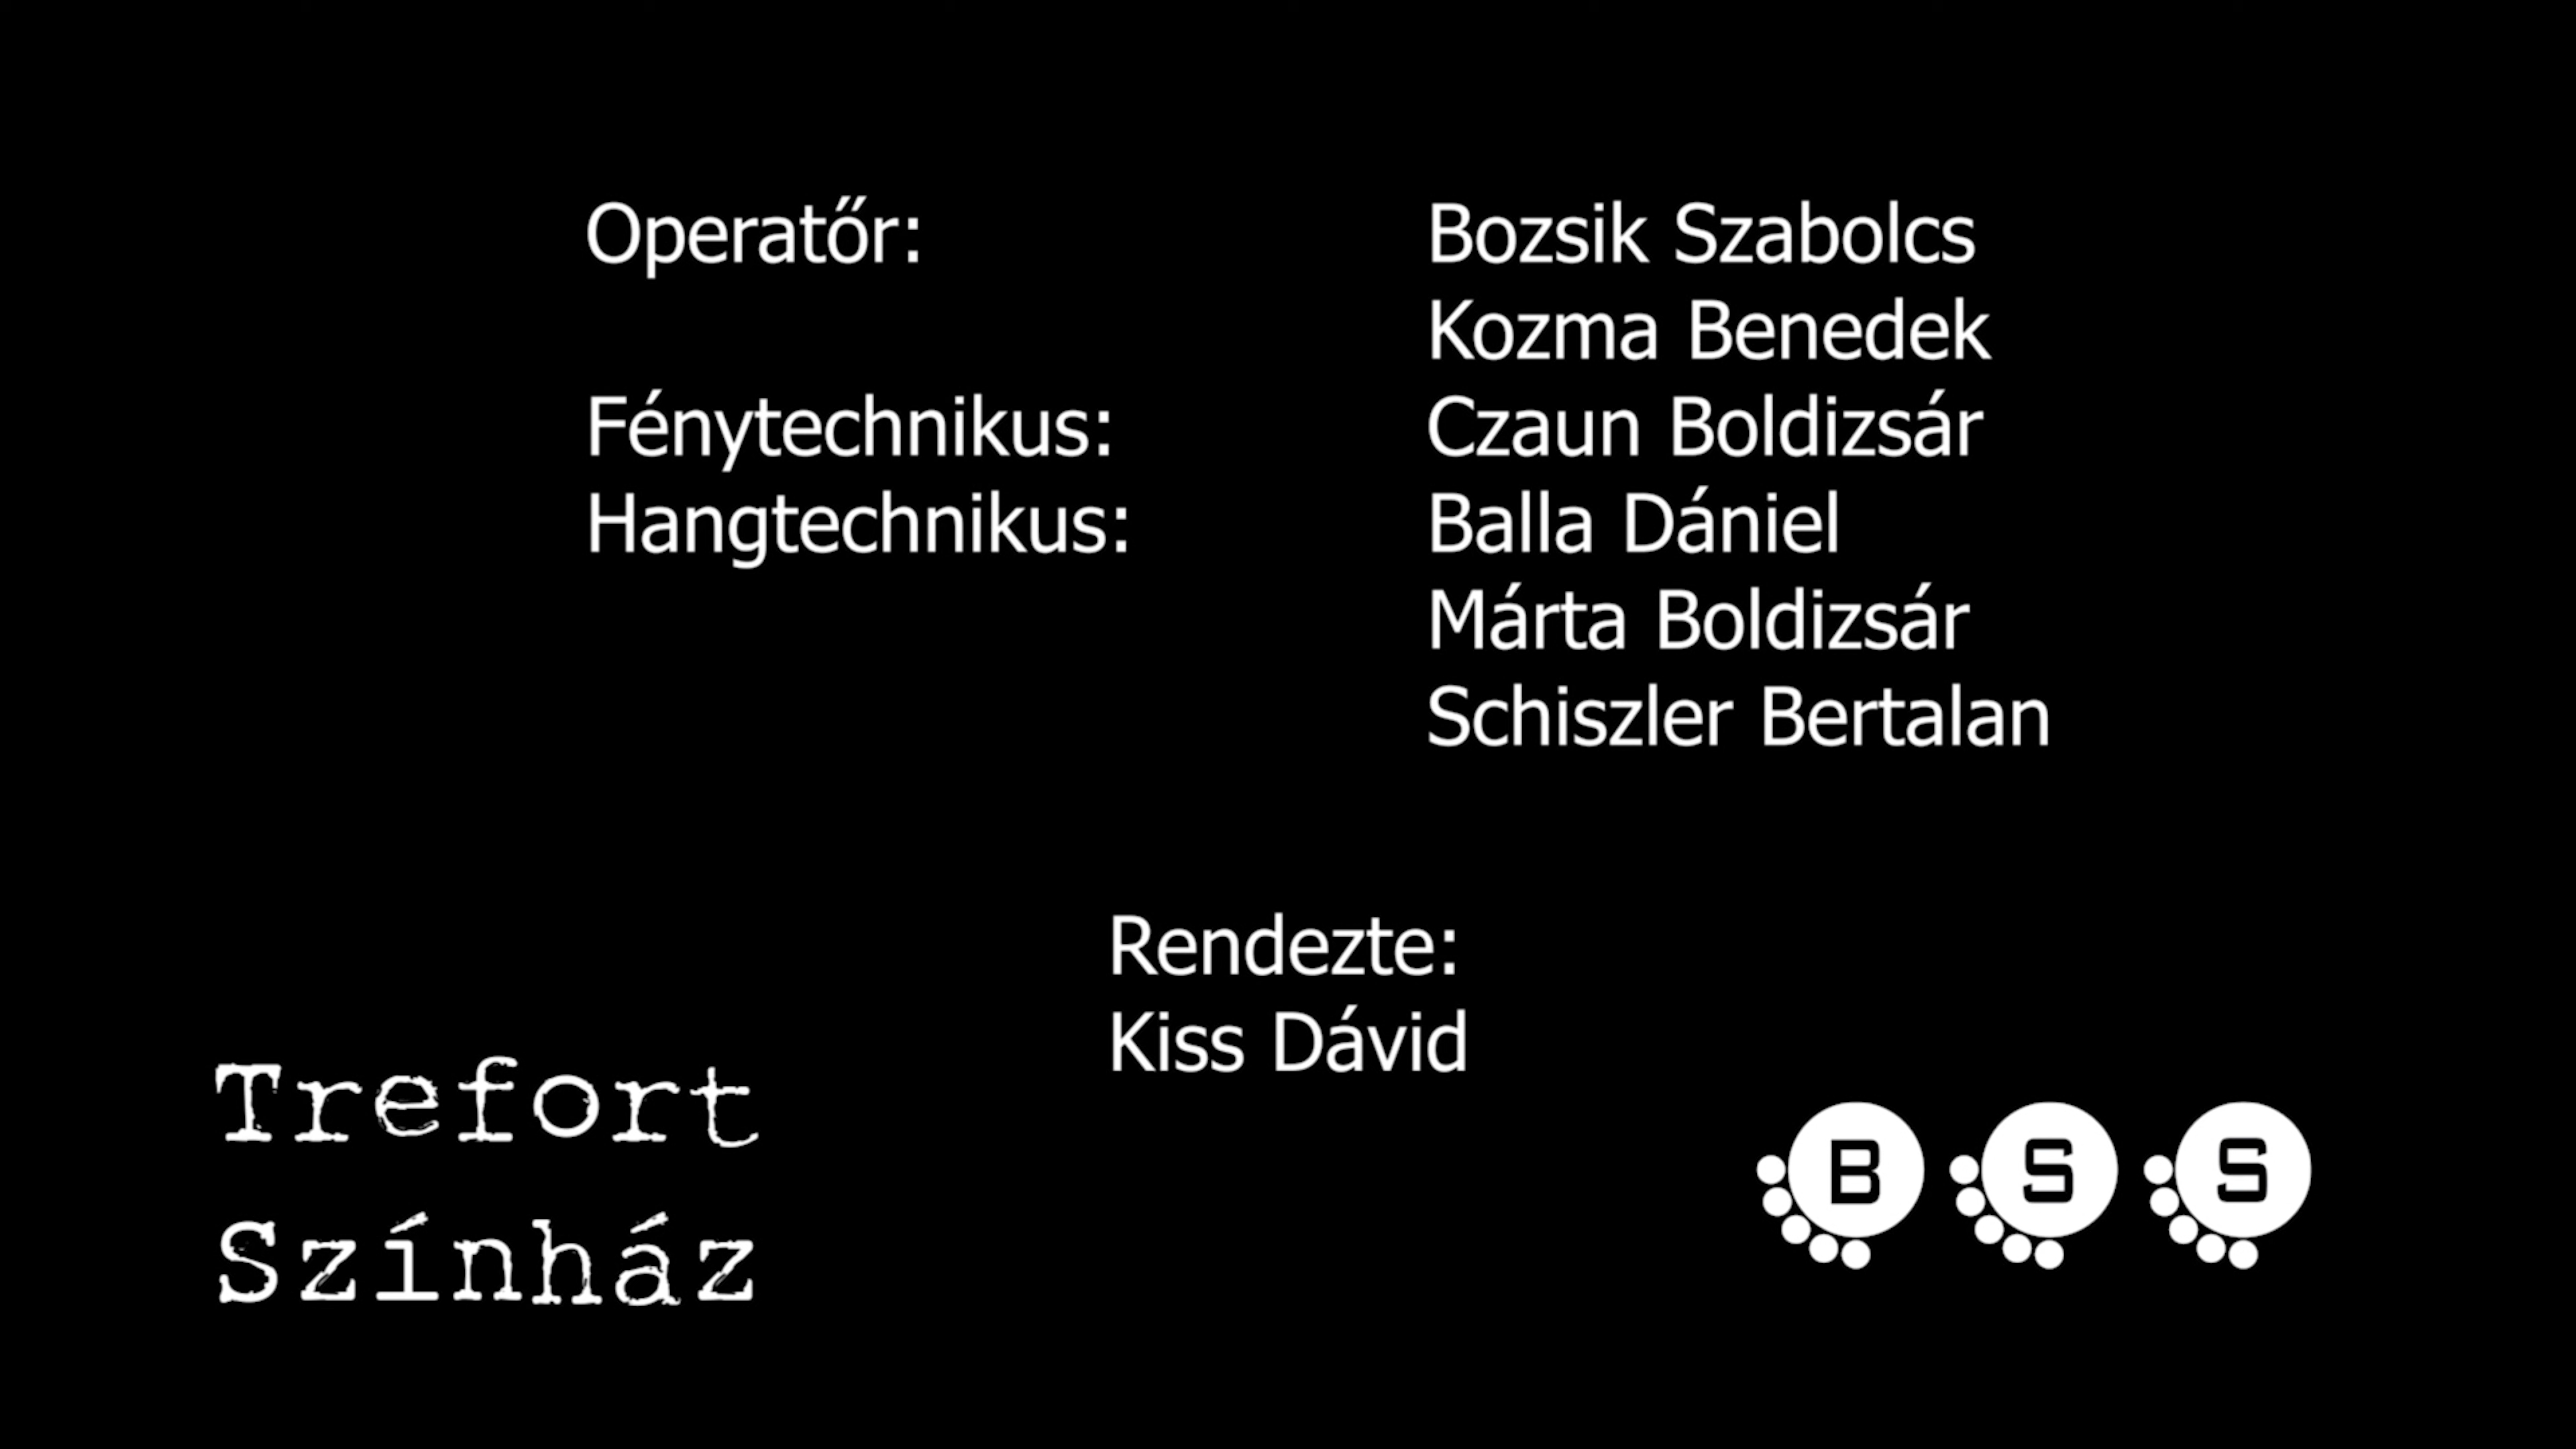 Operatőr: Bozsik Szabolcs
Kozma Benedek
Fénytechnikus: Czaun Boldizsár
Hangtechnikus: Balla Dániel
Márta Boldizsár
Schiszler Bertalan
Rendezte:
Kiss Dávid
Trefort
Színház
BSS